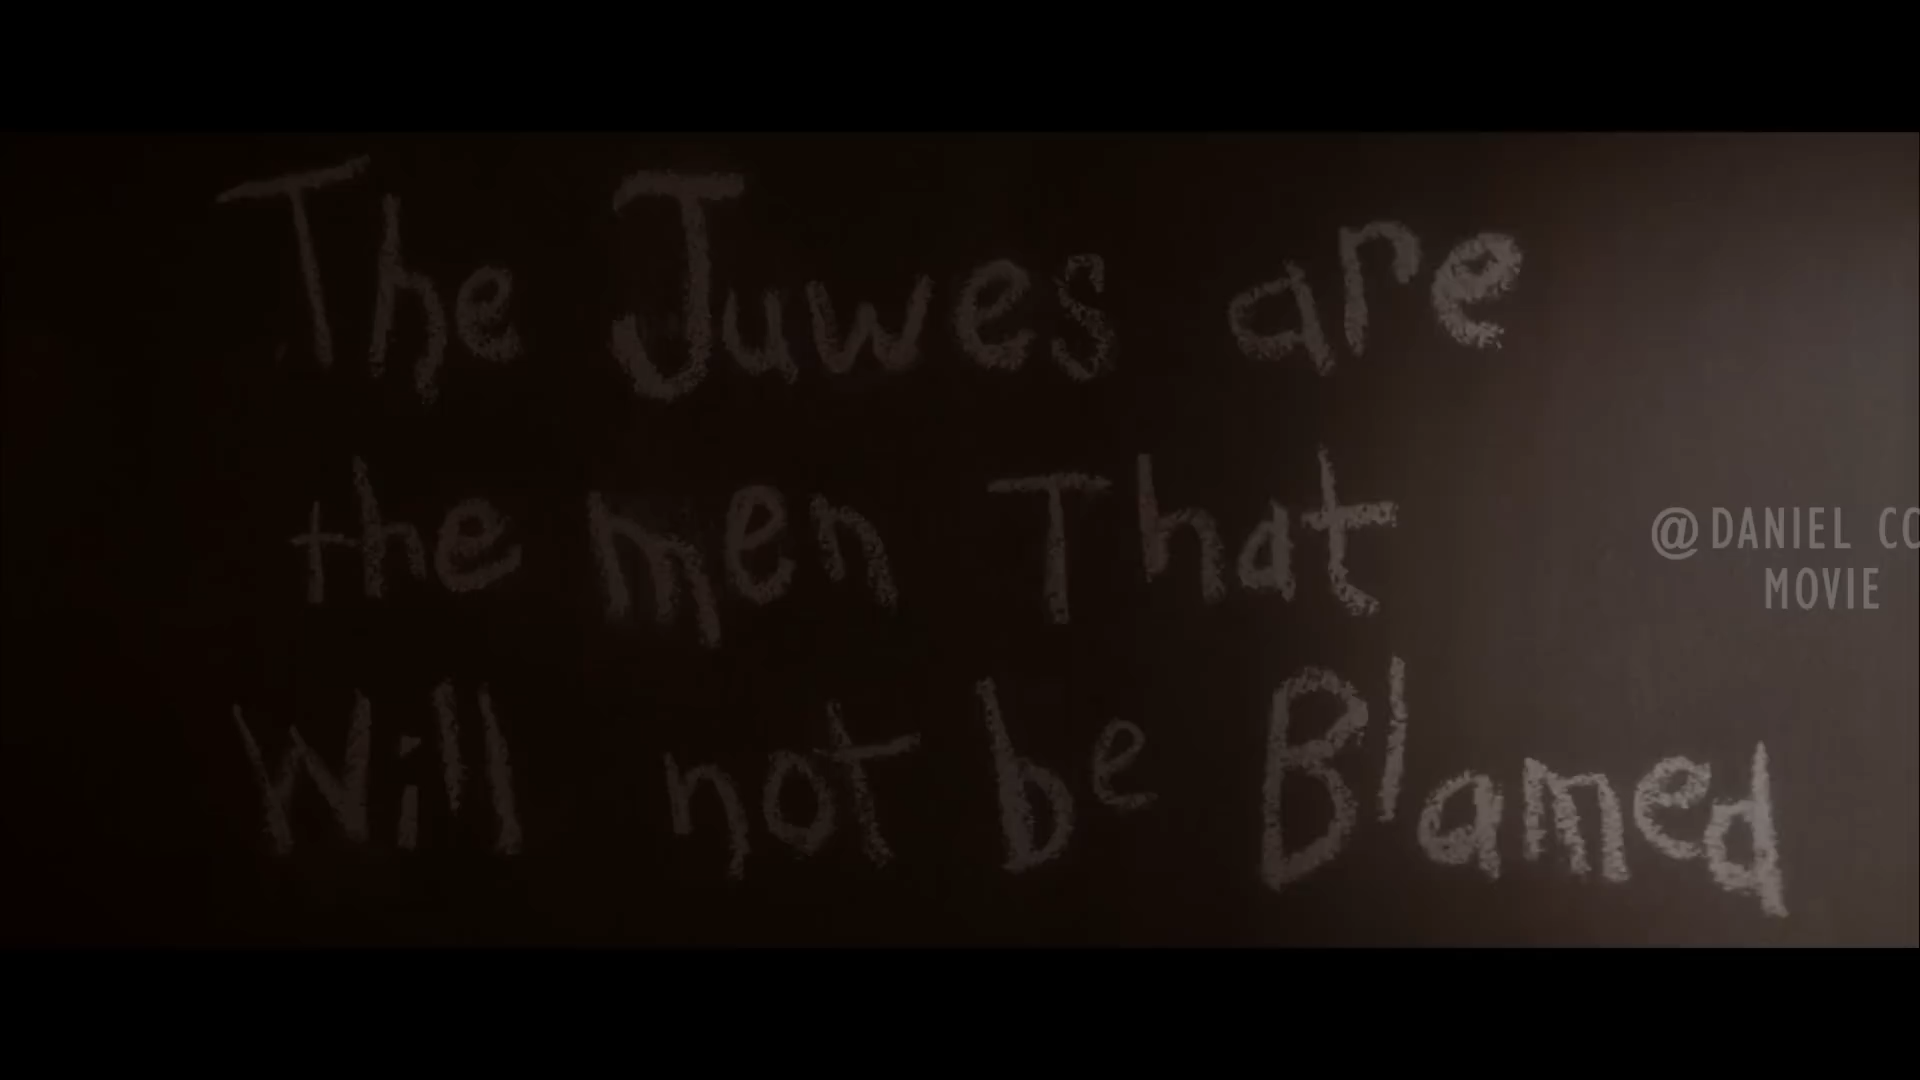 The Juwes are
the men That
Will not be Blamed
@DANIEL CO
MOVIE